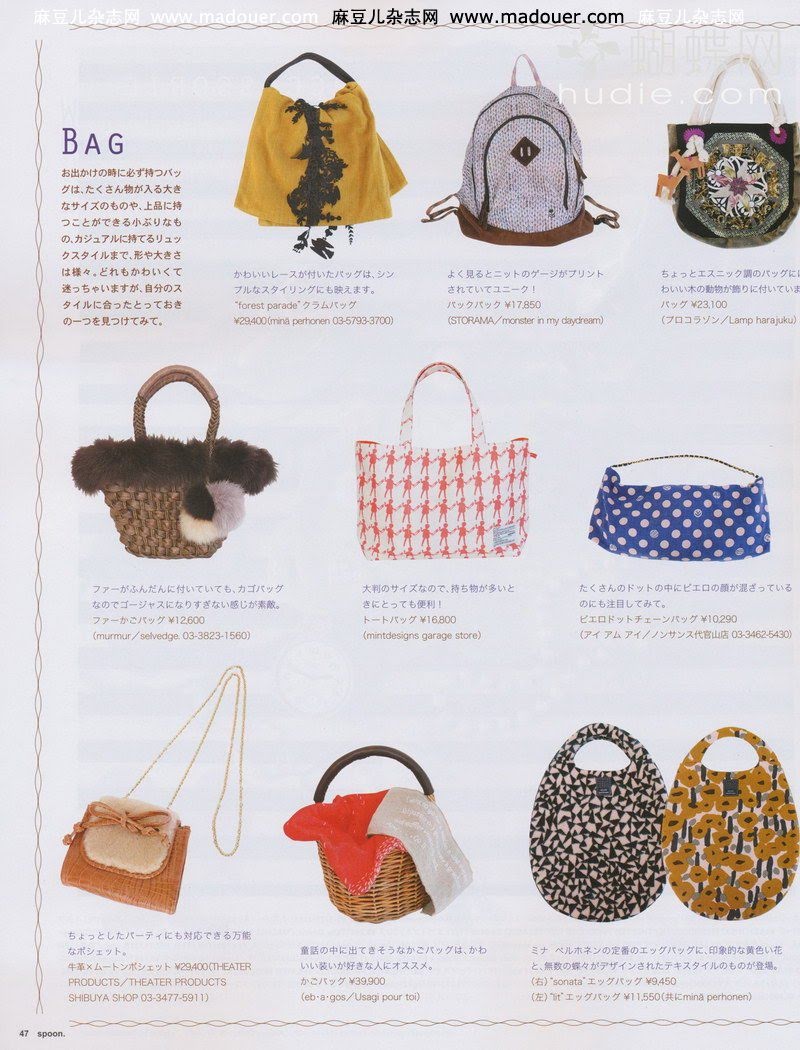 麻豆儿杂志网 www.madouer.com 麻豆儿杂志网 www.madouer.com 麻豆儿杂志网
蝴蝶网
hudie.com
BAG
お出かけの時に必ず持つバッ
グは、たくさん物が入る大き
なサイズのものや、上品に持
つことができる小ぶりなも
の、カジュアルに持てるリュッ
クスタイルまで、形や大きさ
は様々。どれもかわいくて
迷っちゃいますが、自分のス
タイルに合ったとっておき
の一つを見つけてみて。
かわいいレースが付いたバッグは、シン
プルなスタイリングにも映えます。
"forest parade"クラムバッグ
¥29,400(minä perhonen 03-5793-3700)
よく見るとニットのゲージがプリント
されていてユニーク!
バックパック ¥17,850
(STORAMA/monster in my daydream)
ちょっとエスニック調のバッグに
わいい木の動物が飾りに付いていま
バッグ ¥23,100
(プロコラゾン/Lamp harajuku)
ファーがふんだんに付いていても、カゴバッグ
なのでゴージャスになりすぎない感じが素敵。
ファーかごバッグ ¥12,600
(murmur/selvedge. 03-3823-1560)
大判のサイズなので、持ち物が多いと
きにとっても便利!
トートバッグ ¥16,800
(mintdesigns garage store)
たくさんのドットの中にピエロの顔が混ざっている
のにも注目してみて。
ピエロドットチェーンバッグ ¥10,290
(アイ アム アイ/ノンサンス代官山店 03-3462-5430)
ちょっとしたパーティにも対応できる万能
なポシェット。
牛革×ムートンポシェット ¥29,400(THEATER
PRODUCTS/THEATER PRODUCTS
SHIBUYA SHOP 03-3477-5911)
童話の中に出てきそうなかごバッグは、かわ
いい装いが好きな人にオススメ。
かごバッグ ¥39,900
(eb・a・gos/Usagi pour toi)
ミナ ペルホネンの定番のエッグバッグに、印象的な黄色い花
と、無数の蝶々がデザインされたテキスタイルのものが登場。
(右)"sonata"エッグバッグ ¥9,450
(左)"lit"エッグバッグ ¥11,550(共にminä perhonen)
47 spoon.